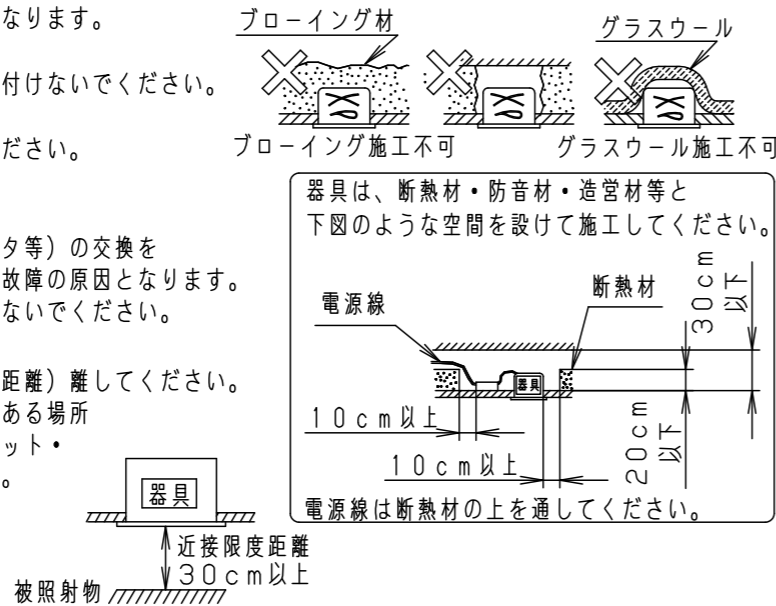 なります。
付けないでください。
ださい。
タ等）の交換を
故障の原因となります。
ないでください。
距離）離してください。
ある場所
ット・
。
器具
近接限度距離
30cm以上
被照射物
ブローイング材
グラスウール
ブローイング施工不可
グラスウール施工不可
器具は、断熱材・防音材・造営材等と
下図のような空間を設けて施工してください。
電源線
断熱材
30cm
以下
器具
10cm以上
10cm以上
20cm
以下
電源線は断熱材の上を通してください。